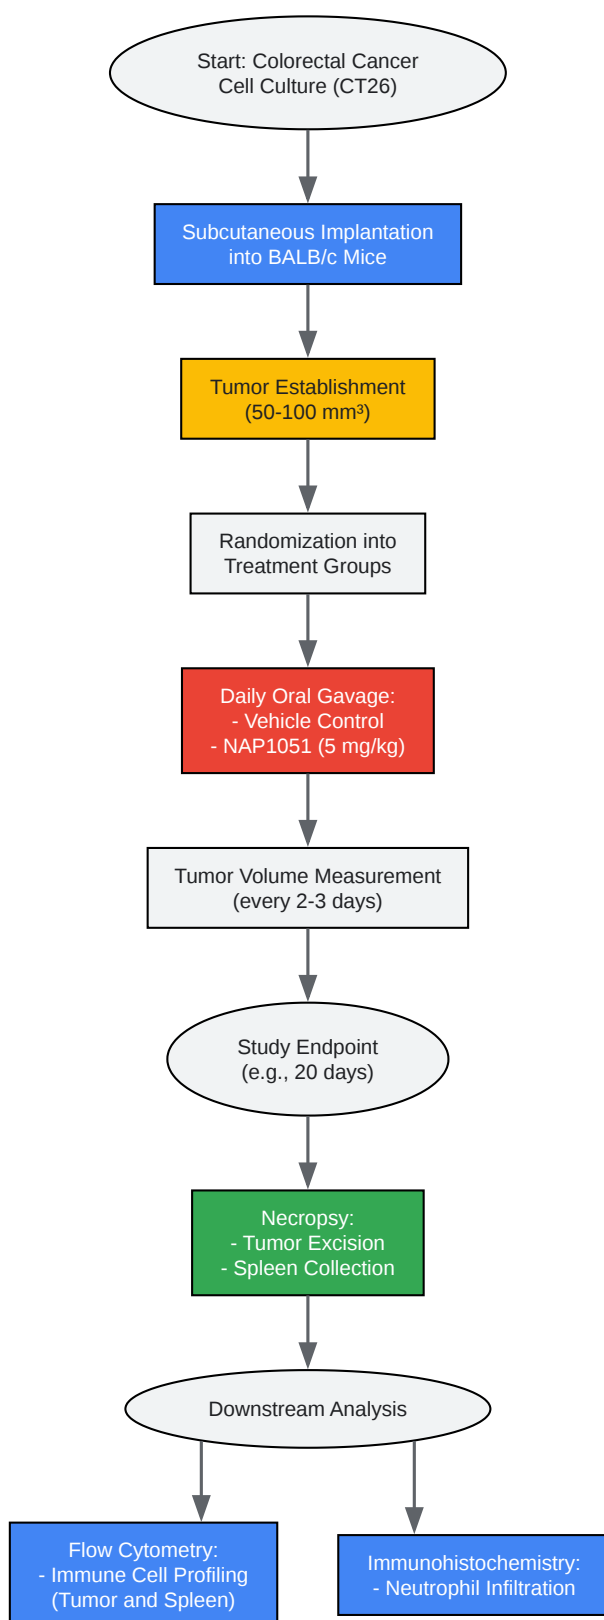 Start: Colorectal Cancer
Cell Culture (CT26)
Subcutaneous Implantation
into BALB/c Mice
Tumor Establishment
(50-100 mm³)
Randomization into
Treatment Groups
Daily Oral Gavage:
- Vehicle Control
- NAP1051 (5 mg/kg)
Tumor Volume Measurement
(every 2-3 days)
Study Endpoint
(e.g., 20 days)
Necropsy:
- Tumor Excision
- Spleen Collection
Downstream Analysis
Flow Cytometry:
- Immune Cell Profiling
(Tumor and Spleen)
Immunohistochemistry:
- Neutrophil Infiltration